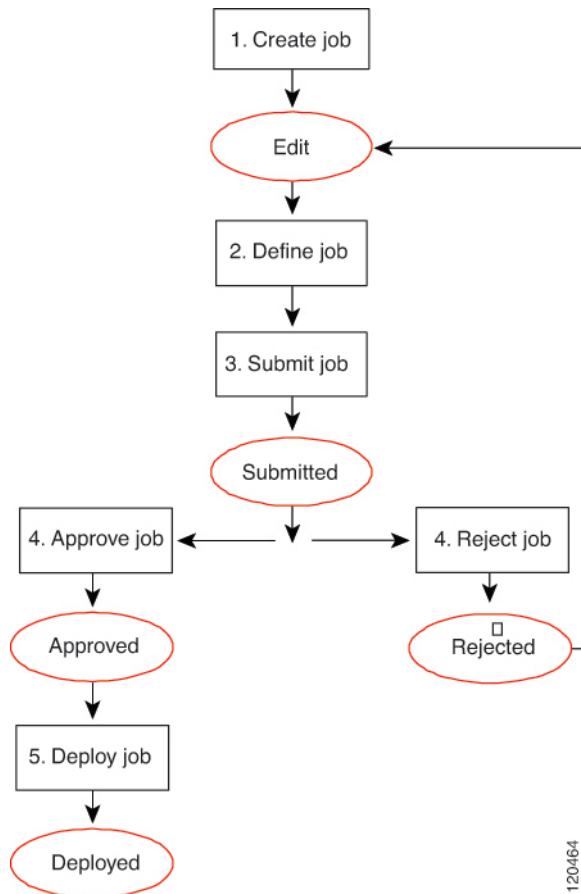 1. Create job
Edit
2. Define job
3. Submit job
Submitted
4. Approve job
4. Reject job
Approved
Rejected
5. Deploy job
Deployed
120464